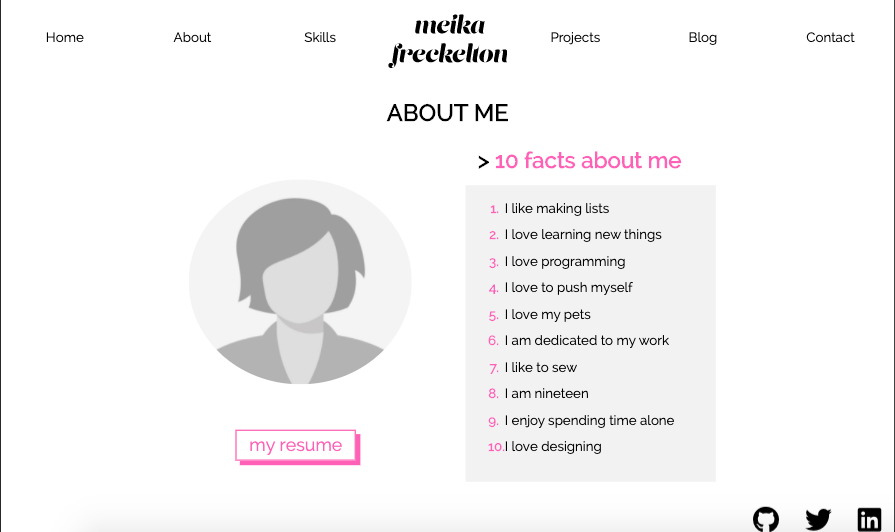 Home About Skills meika freckelton Projects Blog Contact
ABOUT ME
> 10 facts about me
1. I like making lists
2. I love learning new things
3. I love programming
4. I love to push myself
5. I love my pets
6. I am dedicated to my work
7. I like to sew
8. I am nineteen
9. I enjoy spending time alone
10. I love designing
my resume
in